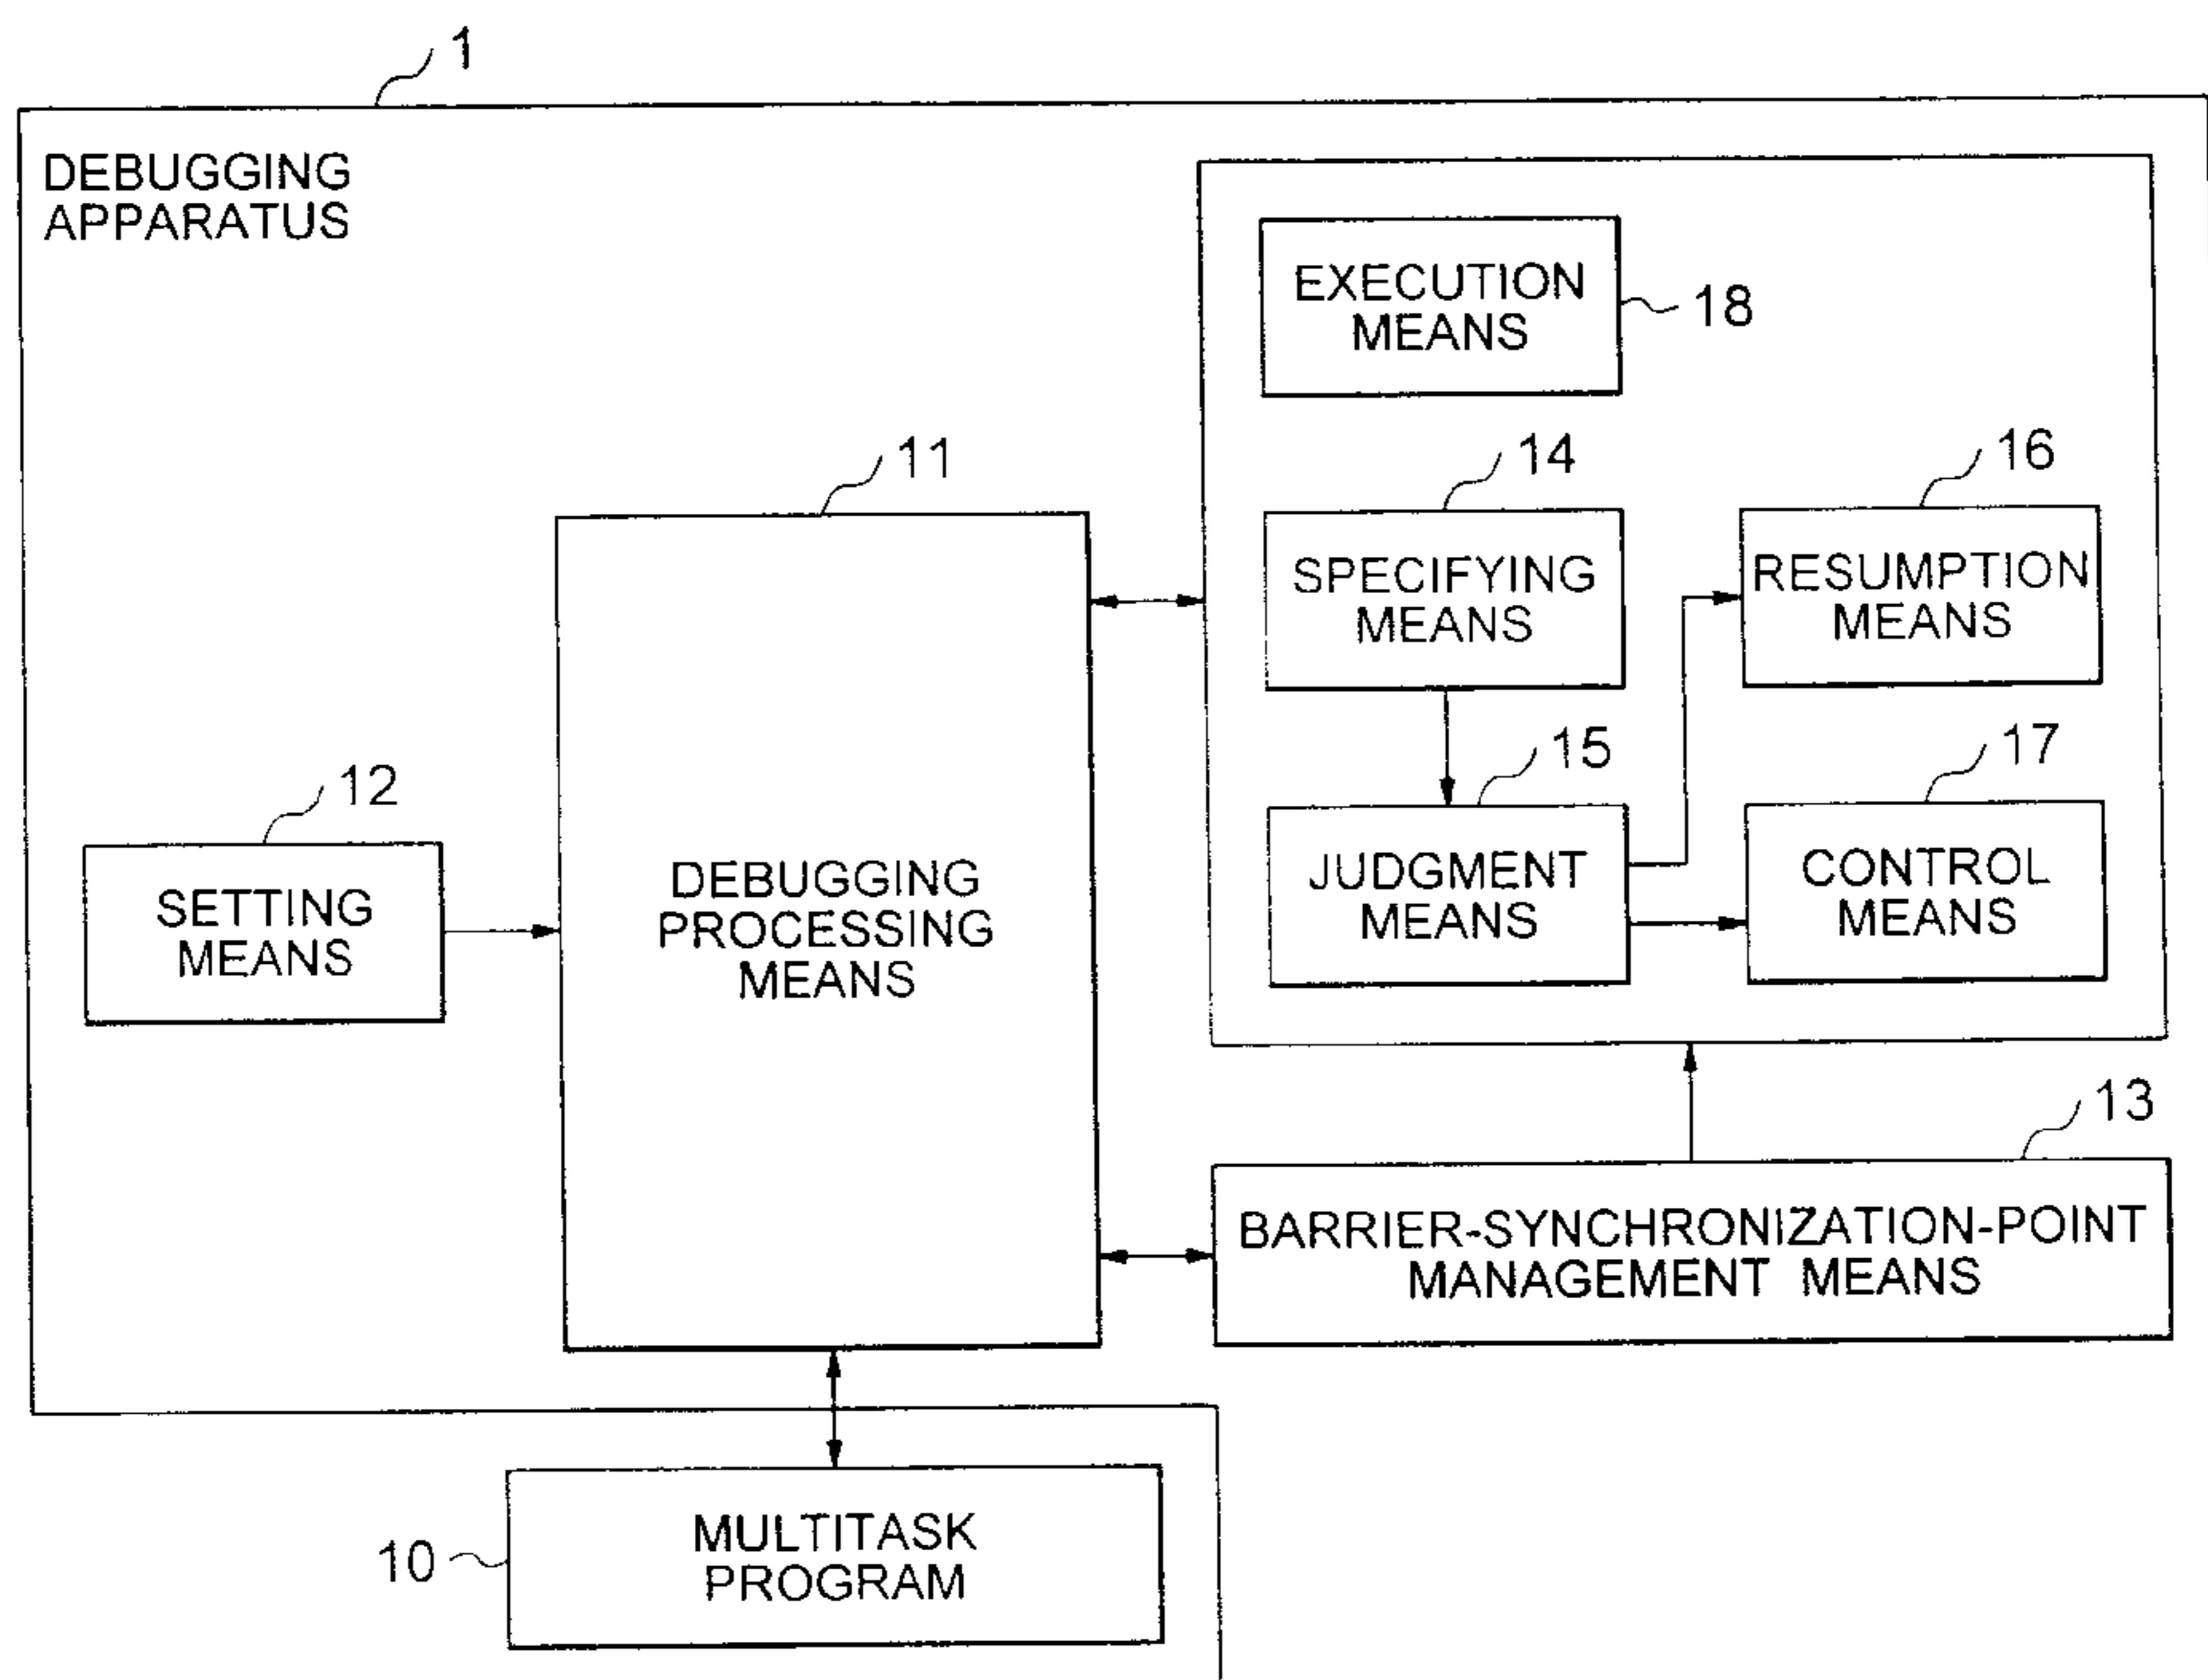 1
DEBUGGING
APPARATUS
EXECUTION
MEANS
18
11
14
16
SPECIFYING
MEANS
RESUMPTION
MEANS
12
15
17
SETTING
MEANS
DEBUGGING
PROCESSING
MEANS
JUDGMENT
MEANS
CONTROL
MEANS
13
BARRIER-SYNCHRONIZATION-POINT
MANAGEMENT MEANS
10
MULTITASK
PROGRAM